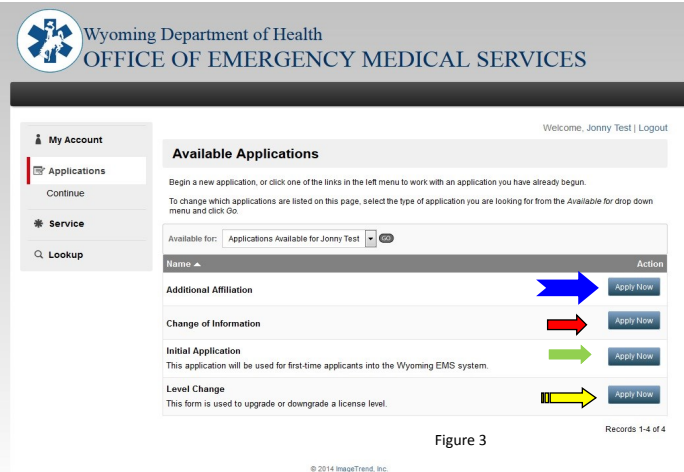 Wyoming Department of Health
OFFICE OF EMERGENCY MEDICAL SERVICES
Welcome, Jonny Test | Logout
My Account
Applications
Continue
Service
Lookup
Available Applications
Begin a new application, or click one of the links in the left menu to work with an application you have already begun.
To change which applications are listed on this page, select the type of application you are looking for from the Available for drop down
menu and click Go.
Available for: Applications Available for Jonny Test GO
Name Action
Additional Affiliation Apply Now
Change of Information Apply Now
Initial Application
This application will be used for first-time applicants into the Wyoming EMS system. Apply Now
Level Change
This form is used to upgrade or downgrade a license level. Apply Now
Records 1-4 of 4
Figure 3
© 2014 ImageTrend, Inc.